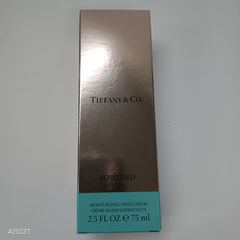 TIFFANY & CO.
ROSE GOLD
MOISTURIZING HAND CREAM
CRÈME MAINS HYDRATANTE
2.5 FL OZ ℮ 75 ml
A202ZT